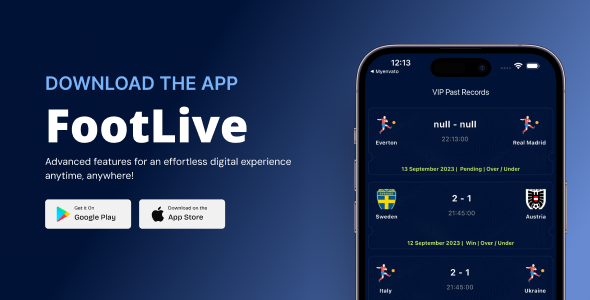 DOWNLOAD THE APP
FootLive
Advanced features for an effortless digital experience
anytime, anywhere!
Get It On
Google Play
Download on the
App Store
12:13
Myenvato
VIP Past Records
null - null
22:13:00
Everton
Real Madrid
13 September 2023 | Pending | Over / Under
2 - 1
21:45:00
Sweden
Austria
12 September 2023 | Win | Over / Under
2 - 1
21:45:00
Italy
Ukraine